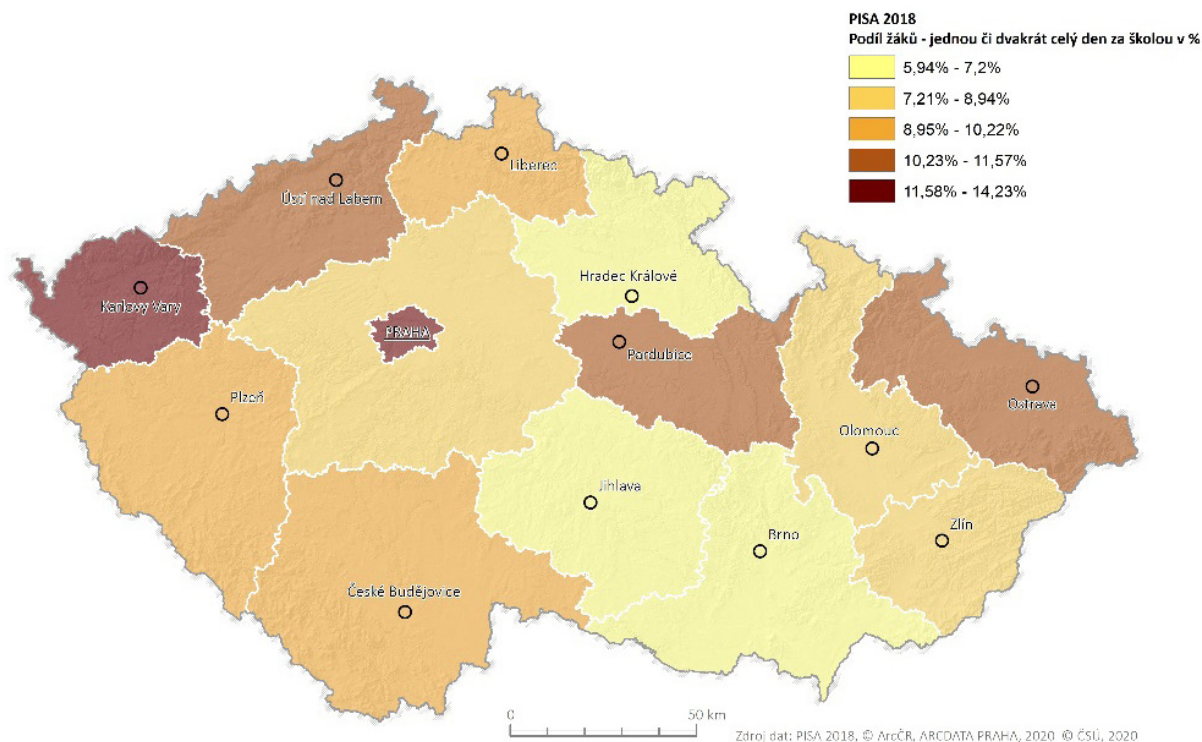 PISA 2018
Podíl žáků - jednou či dvakrát celý den za školou v %
5,94% - 7,2%
7,21% - 8,94%
8,95% - 10,22%
10,23% - 11,57%
11,58% - 14,23%
Liberec
Ústí nad Labem
Hradec Králové
Karlovy Vary
PRAHA
Pardubice
Plzeň
Ostrava
Olomouc
Jihlava
Zlín
Brno
České Budějovice
0 50 km
Zdroj dat: PISA 2018, © ArcČR, ARCDATA PRAHA, 2020 © ČSÚ, 2020